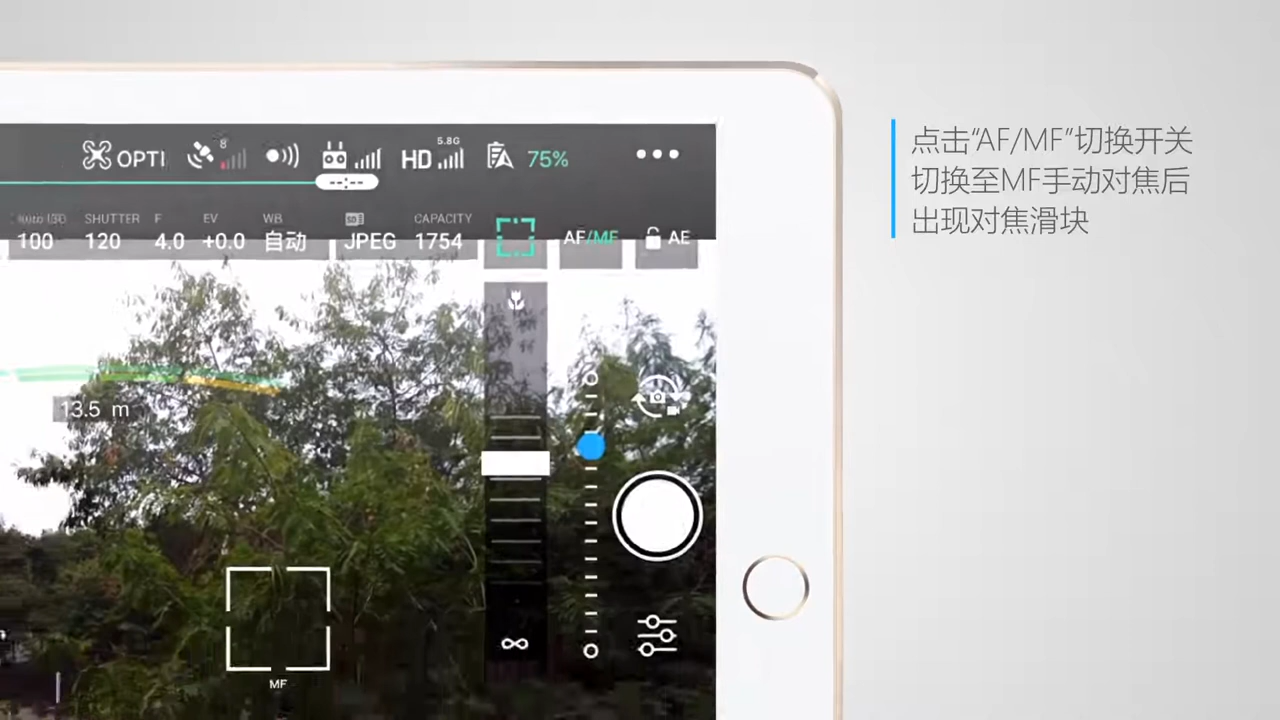 8
5.8G
OPTI
HD
75%
SHUTTER
F
EV
WB
CAPACITY
100
120
4.0
+0.0
自动
JPEG
1754
AF/MF
AE
13.5 m
MF
点击“AF/MF”切换开关
切换至MF手动对焦后
出现对焦滑块